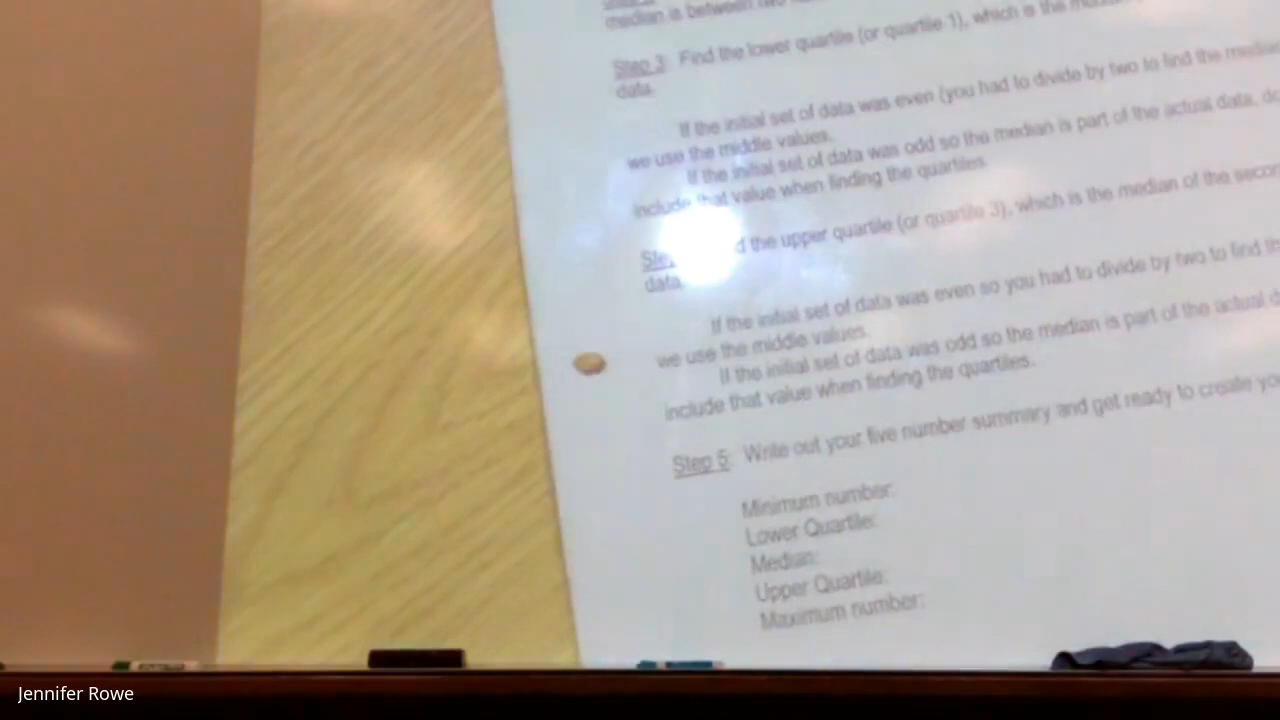 median is between two
Step 3: Find the lower quartile (or quartile 1), which is the
data.
If the initial set of data was even (you had to divide by two to find the median
we use the middle values.
If the initial set of data was odd so the median is part of the actual data, do
include that value when finding the quartiles.
the upper quartile (or quartile 3), which is the median of the secon
data.
If the initial set of data was even so you had to divide by two to find th
we use the middle values.
If the initial set of data was odd so the median is part of the actual d
include that value when finding the quartiles.
Step 5: Write out your five number summary and get ready to create yo
Minimum number:
Lower Quartile:
Median:
Upper Quartile:
Maximum number:
Jennifer Rowe